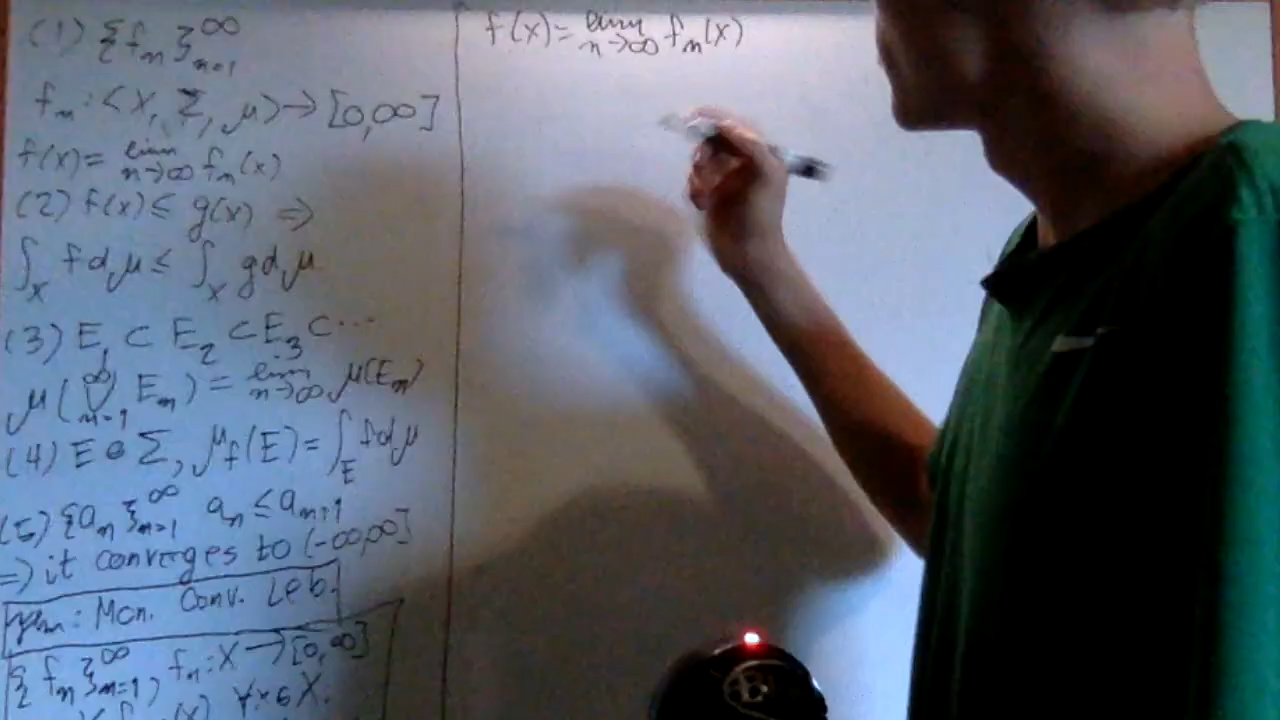 (1) {f_n}_{n=1}^∞
f_n : <X, Σ, μ> → [0,∞]
f(x) = lim_{n→∞} f_n(x)
(2) f(x) ≤ g(x) ⇒
∫_X f dμ ≤ ∫_X g dμ
(3) E_1 ⊂ E_2 ⊂ E_3 ⊂ ...
μ(∪_{n=1}^∞ E_n) = lim_{n→∞} μ(E_n)
(4) E ∈ Σ, μ_f(E) = ∫_E f dμ
(5) {a_n}_{n=1}^∞ a_n ≤ a_{n+1}
⇒ it converges to (-∞,∞]
: Mon. Conv. Leb.
{f_n}_{n=1}^∞, f_n : X → [0,∞]
f_n(x) ∀x∈X.
f(x) = lim_{n→∞} f_n(x)